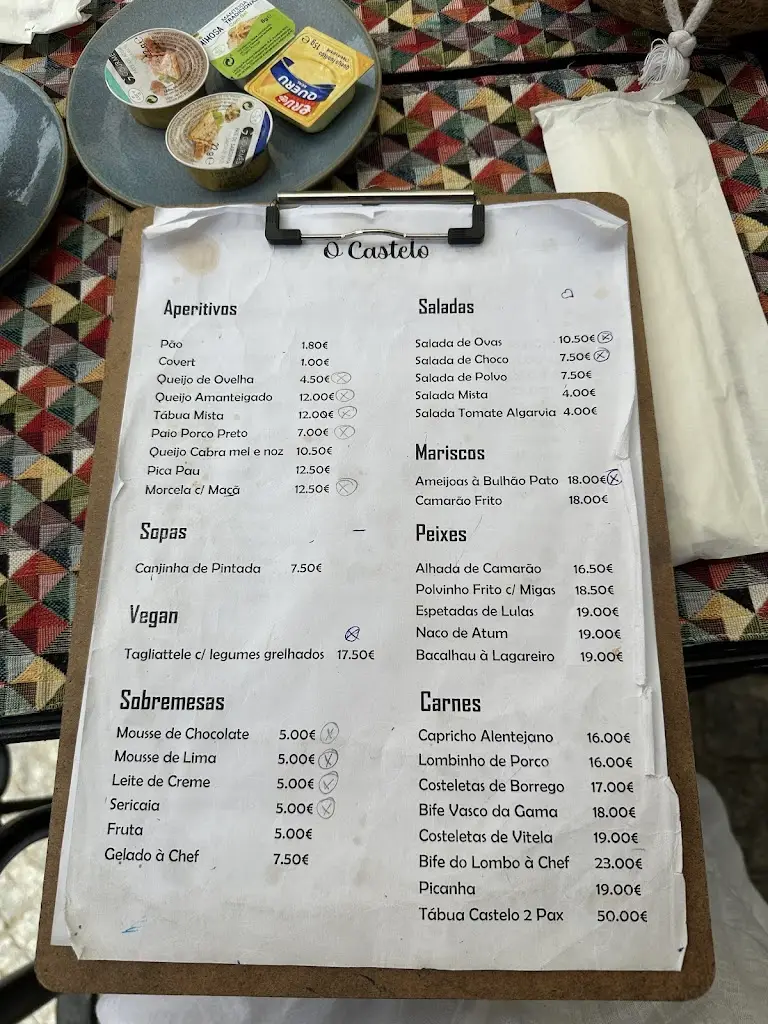 MIMOSA
MANTEIGA
TRADICIONAL
QUERU
O Castelo
Aperitivos
Pão 1.80€
Covert 1.00€
Queijo de Ovelha 4.50€
Queijo Amanteigado 12.00€
Tábua Mista 12.00€
Paio Porco Preto 7.00€
Queijo Cabra mel e noz 10.50€
Pica Pau 12.50€
Morcela c/ Maçã 12.50€
Sopas
Canjinha de Pintada 7.50€
Vegan
Tagliattele c/ legumes grelhados 17.50€
Sobremesas
Mousse de Chocolate 5.00€
Mousse de Lima 5.00€
Leite de Creme 5.00€
Sericaia 5.00€
Fruta 5.00€
Gelado à Chef 7.50€
Saladas
Salada de Ovas 10.50€
Salada de Choco 7.50€
Salada de Polvo 7.50€
Salada Mista 4.00€
Salada Tomate Algarvia 4.00€
Mariscos
Ameijoas à Bulhão Pato 18.00€
Camarão Frito 18.00€
Peixes
Alhada de Camarão 16.50€
Polvinho Frito c/ Migas 18.50€
Espetadas de Lulas 19.00€
Naco de Atum 19.00€
Bacalhau à Lagareiro 19.00€
Carnes
Capricho Alentejano 16.00€
Lombinho de Porco 16.00€
Costeletas de Borrego 17.00€
Bife Vasco da Gama 18.00€
Costeletas de Vitela 19.00€
Bife do Lombo à Chef 23.00€
Picanha 19.00€
Tábua Castelo 2 Pax 50.00€